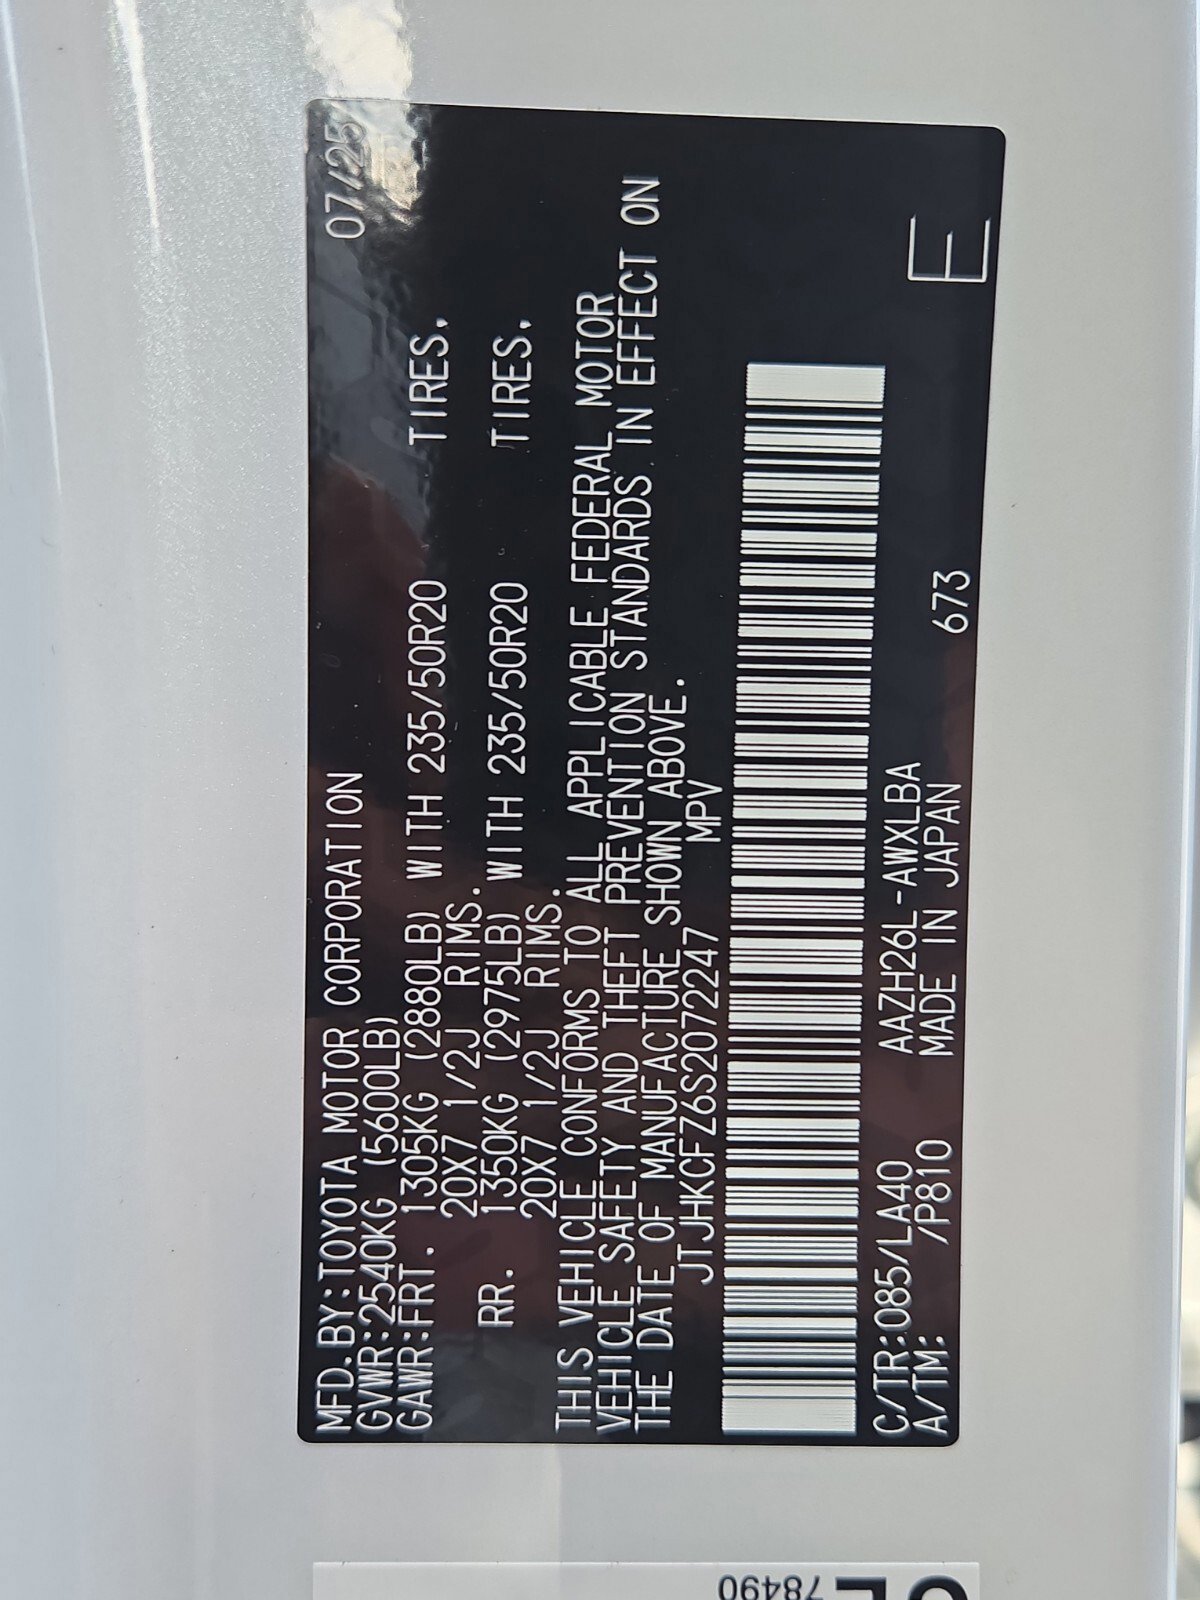 MFD.BY:TOYOTA MOTOR CORPORATION 07/25
GVWR:2540KG (5600LB)
GAWR:FRT. 1305KG (2880LB) WITH 235/50R20 TIRES.
20X7 1/2J RIMS.
RR. 1350KG (2975LB) WITH 235/50R20 TIRES.
20X7 1/2J RIMS.
THIS VEHICLE CONFORMS TO ALL APPLICABLE FEDERAL MOTOR
VEHICLE SAFETY AND THEFT PREVENTION STANDARDS IN EFFECT ON
THE DATE OF MANUFACTURE SHOWN ABOVE.
JTJHKCFZ6S2072247 MPV
C/TR:085/LA40 AAZH26L-AWXLBA
A/TM: /P810 MADE IN JAPAN 673 E
78490